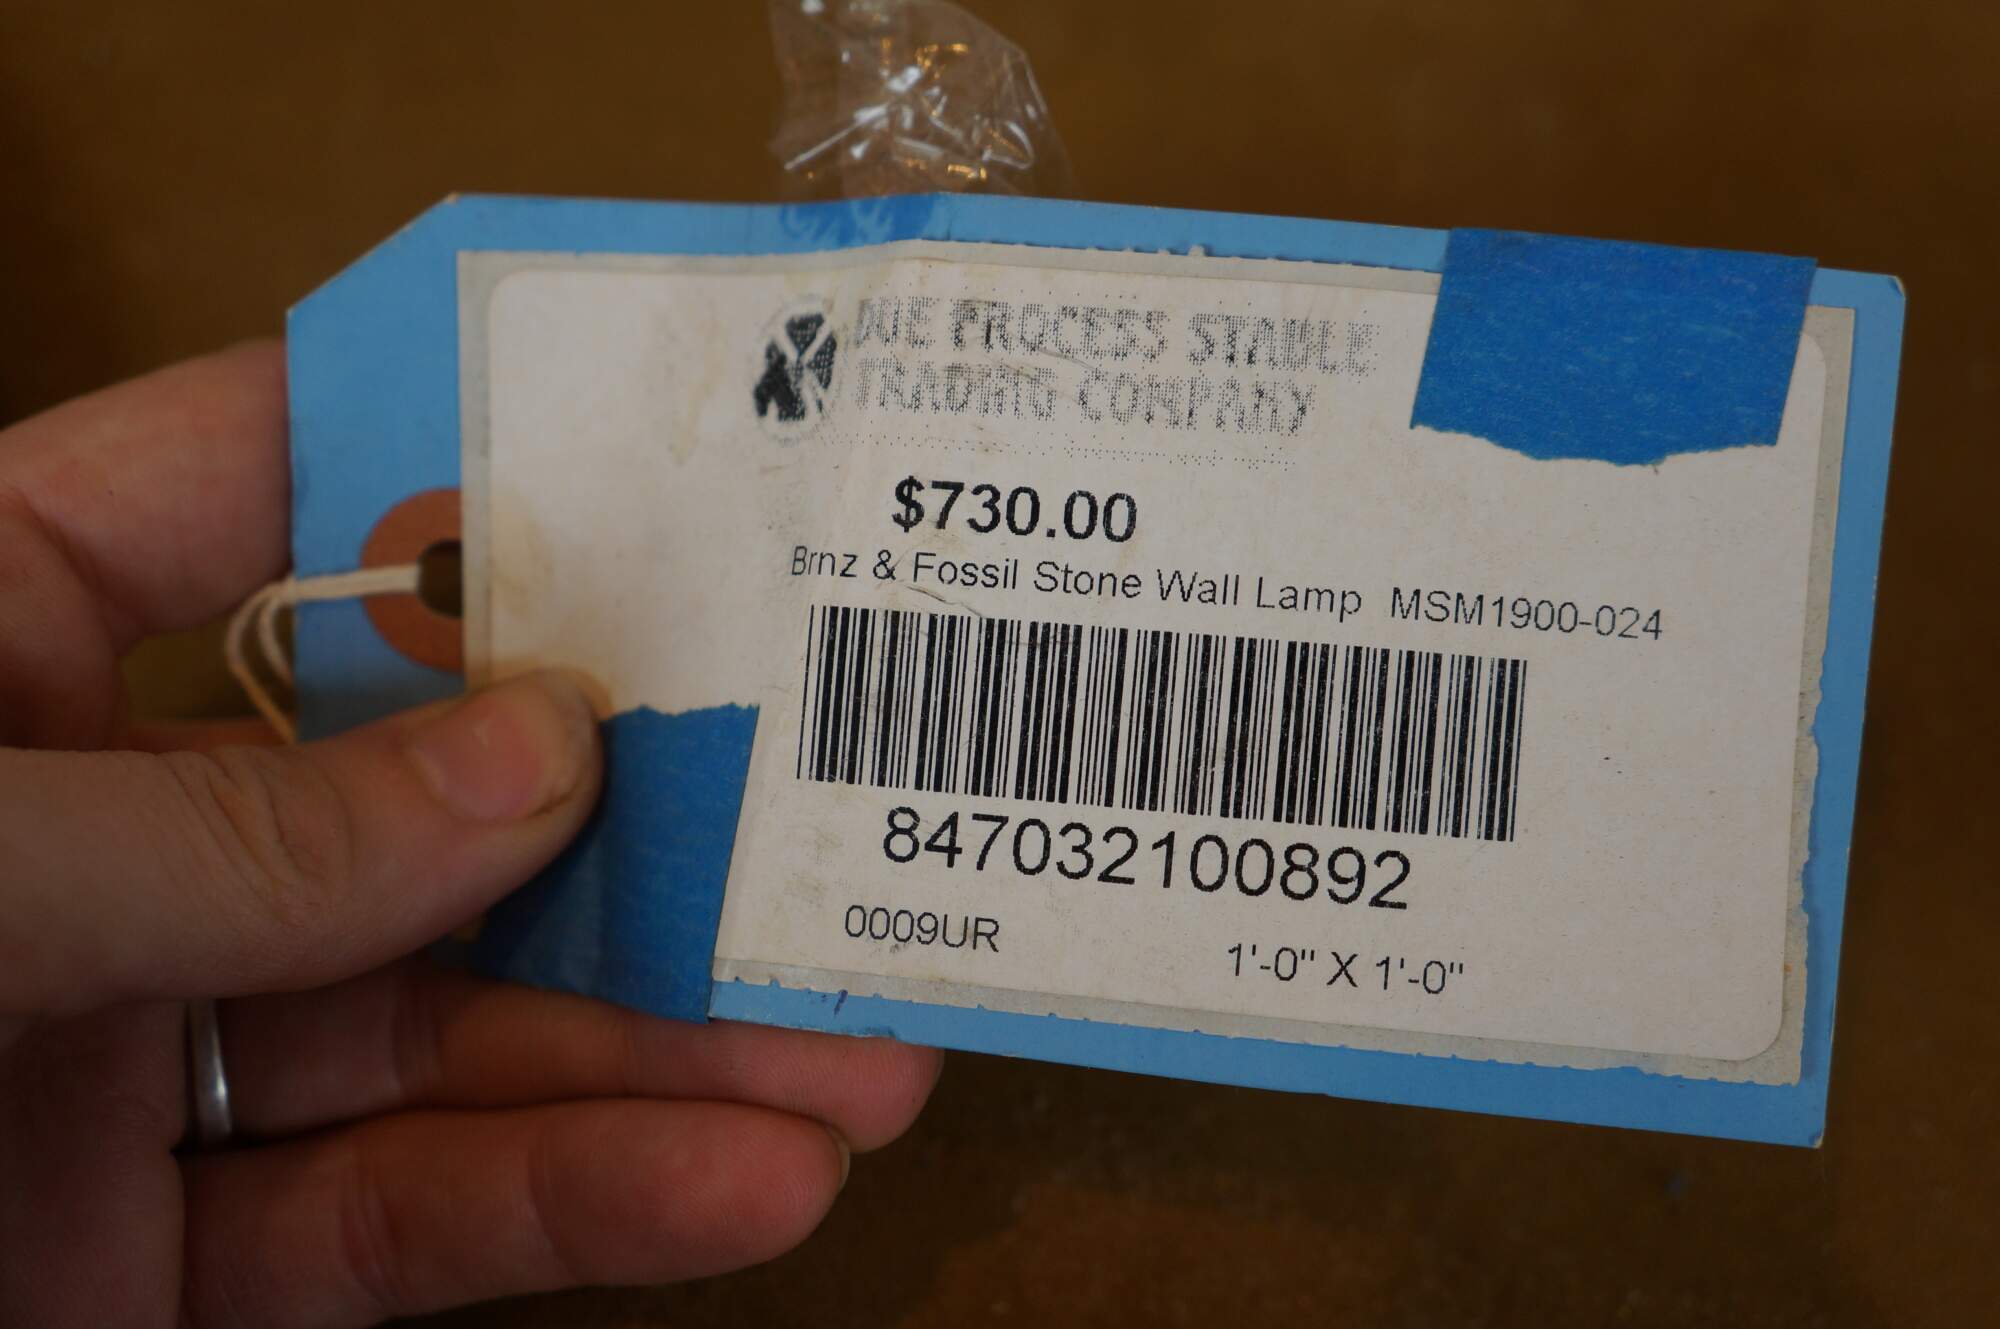 DUE PROCESS STABLE
TRADING COMPANY
$730.00
Brnz & Fossil Stone Wall Lamp MSM1900-024
847032100892
0009UR
1'-0" X 1'-0"